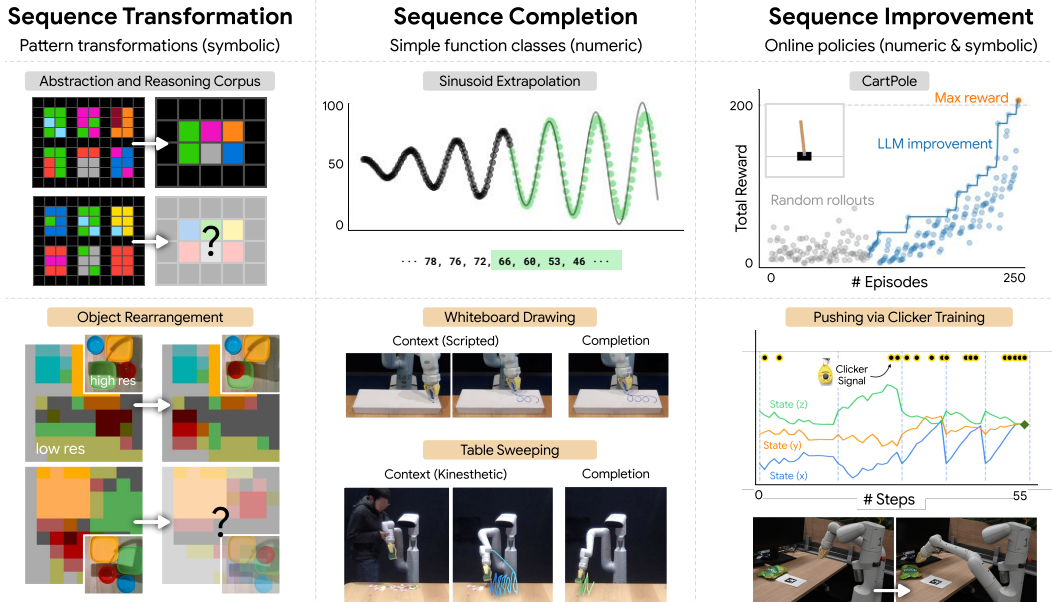 Sequence Transformation
Pattern transformations (symbolic)
Abstraction and Reasoning Corpus
?
Object Rearrangement
high res
low res
?
Sequence Completion
Simple function classes (numeric)
Sinusoid Extrapolation
100
50
0
··· 78, 76, 72, 66, 60, 53, 46 ···
Whiteboard Drawing
Context (Scripted)
Completion
Table Sweeping
Context (Kinesthetic)
Completion
Sequence Improvement
Online policies (numeric & symbolic)
CartPole
200
Max reward
LLM improvement
Random rollouts
Total Reward
0
0
250
# Episodes
Pushing via Clicker Training
Clicker
Signal
State (z)
State (y)
State (x)
0
55
# Steps